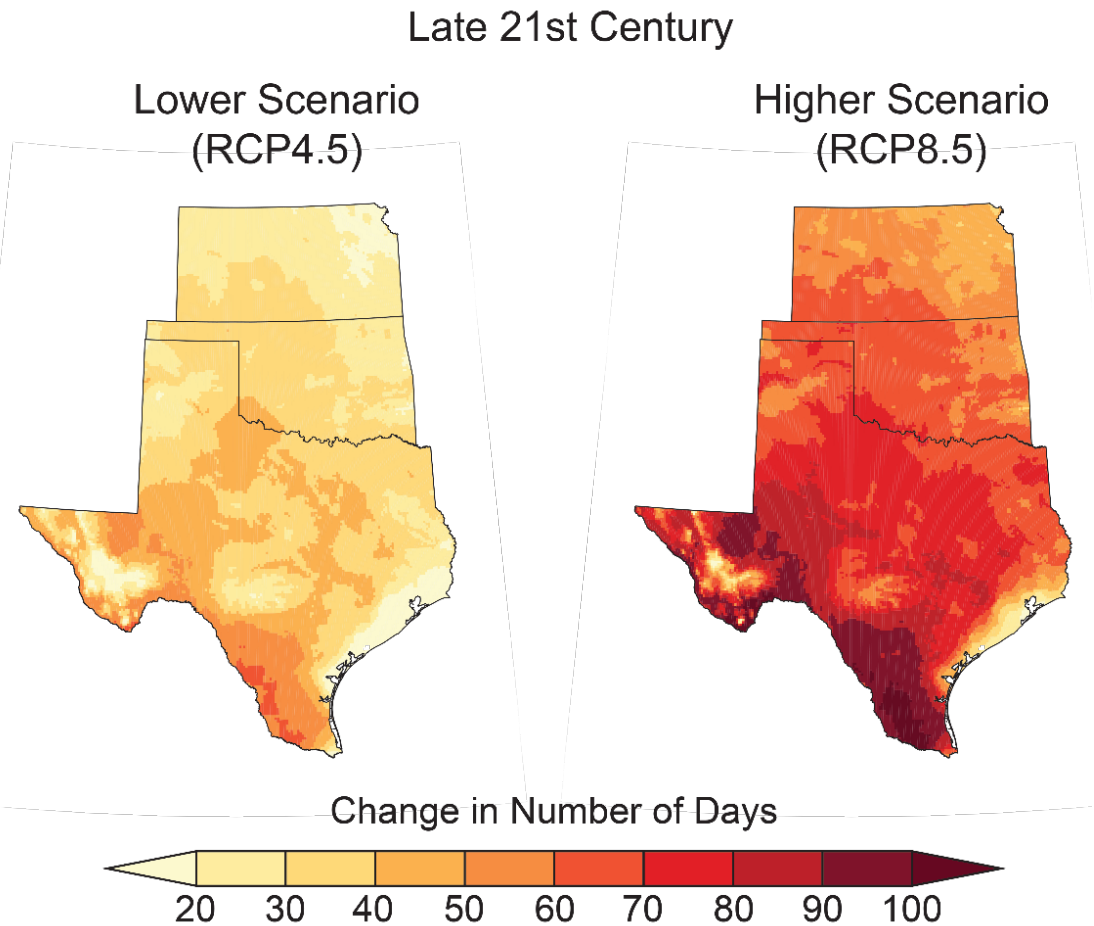 Late 21st Century
Lower Scenario
(RCP4.5)
Higher Scenario
(RCP8.5)
Change in Number of Days
20 30 40 50 60 70 80 90 100